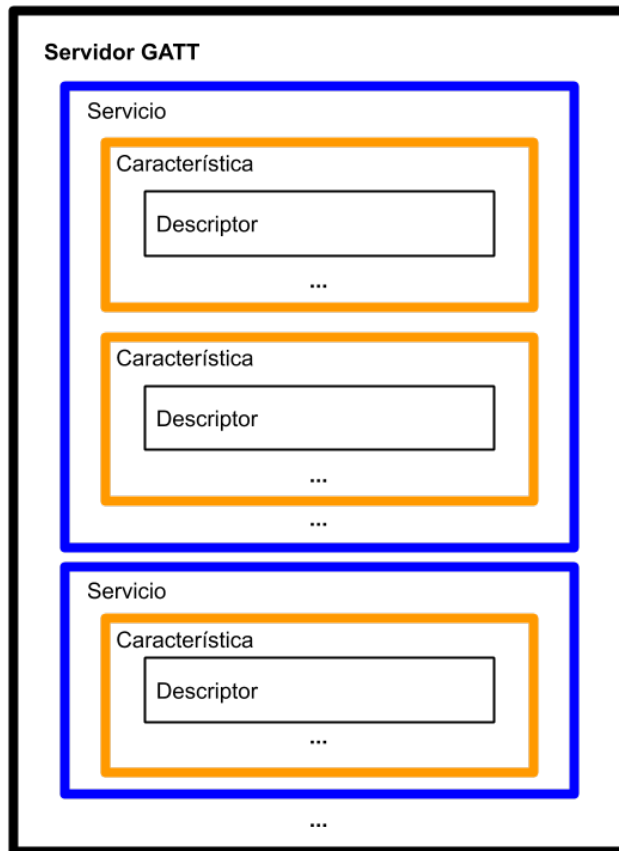 Servidor GATT
Servicio
Característica
Descriptor
...
Característica
Descriptor
...
...
Servicio
Característica
Descriptor
...
...